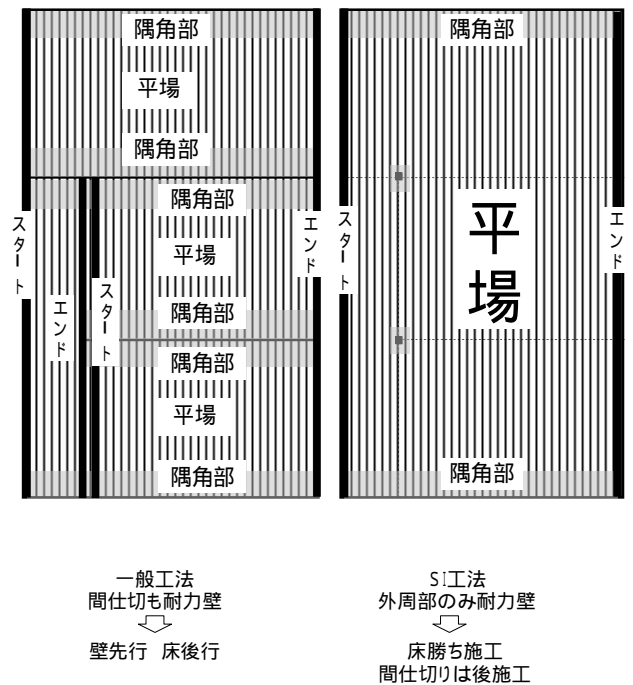 隅角部
平場
隅角部
隅角部
平場
隅角部
隅角部
平場
隅角部
スタート
エンド
スタート
エンド
隅角部
平場
隅角部
スタート
エンド
一般工法
間仕切も耐力壁
壁先行 床後行
SI工法
外周部のみ耐力壁
床勝ち施工
間仕切りは後施工